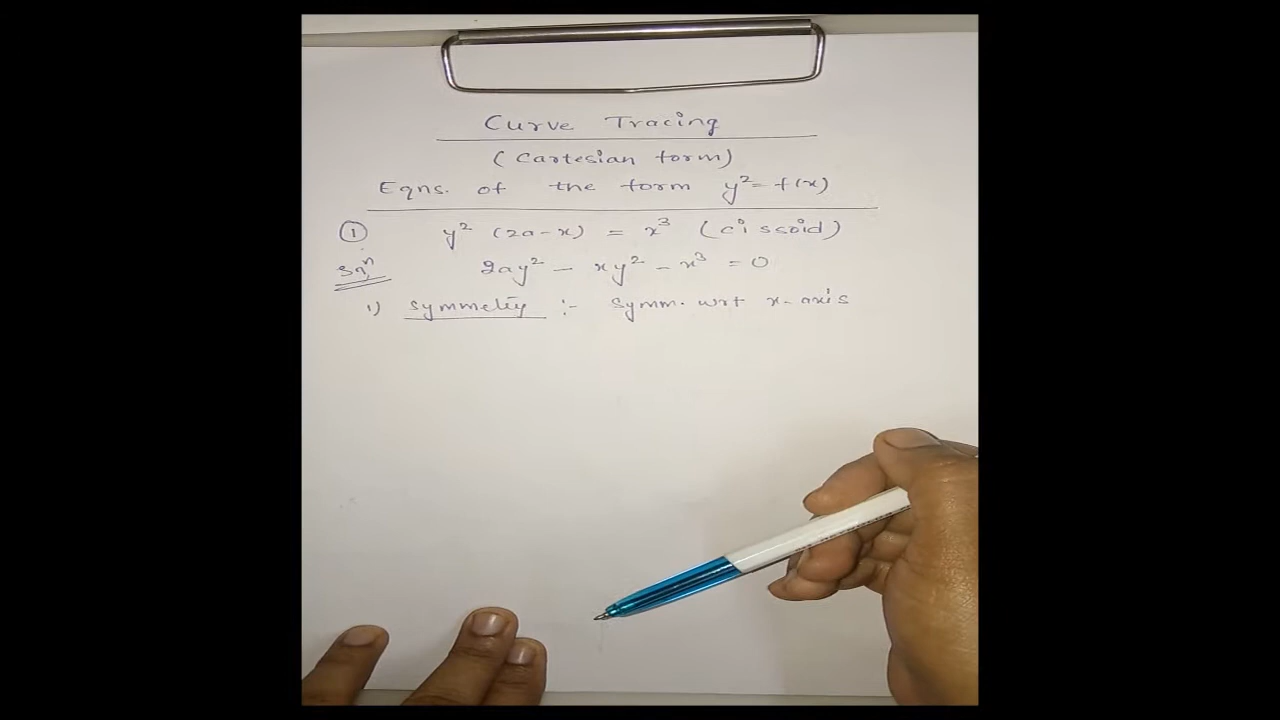 Curve Tracing
(Cartesian form)
Eqns. of the form y² = f(x)
① y² (2a-x) = x³ (cissoid)
Solⁿ 2ay² - xy² - x³ = 0
1) Symmetry :- Symm. wrt x-axis